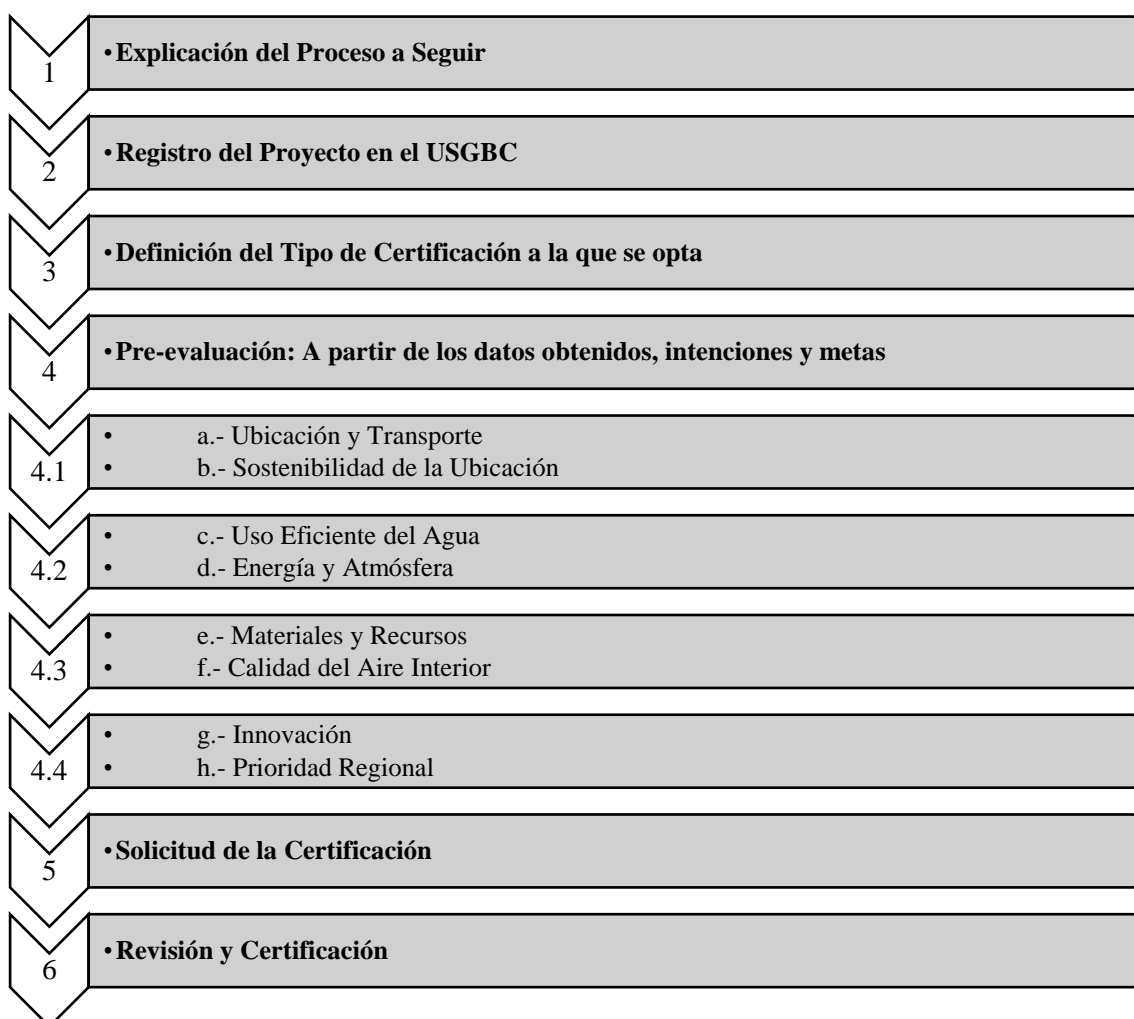 1
•Explicación del Proceso a Seguir
2
•Registro del Proyecto en el USGBC
3
•Definición del Tipo de Certificación a la que se opta
4
•Pre-evaluación: A partir de los datos obtenidos, intenciones y metas
4.1
• a.- Ubicación y Transporte
• b.- Sostenibilidad de la Ubicación
4.2
• c.- Uso Eficiente del Agua
• d.- Energía y Atmósfera
4.3
• e.- Materiales y Recursos
• f.- Calidad del Aire Interior
4.4
• g.- Innovación
• h.- Prioridad Regional
5
•Solicitud de la Certificación
6
•Revisión y Certificación